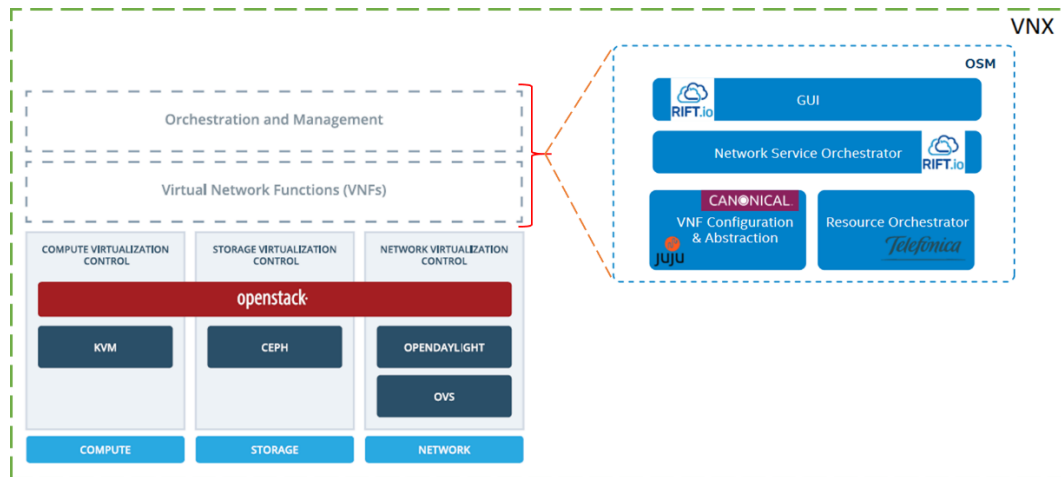 VNX
OSM
RIFT.io
GUI
Network Service Orchestrator
RIFT.io
CANONICAL.
VNF Configuration
& Abstraction
JUJU
Resource Orchestrator
Telefónica
Orchestration and Management
Virtual Network Functions (VNFs)
COMPUTE VIRTUALIZATION
CONTROL
STORAGE VIRTUALIZATION
CONTROL
NETWORK VIRTUALIZATION
CONTROL
openstack
KVM
CEPH
OPENDAYLIGHT
OVS
COMPUTE
STORAGE
NETWORK